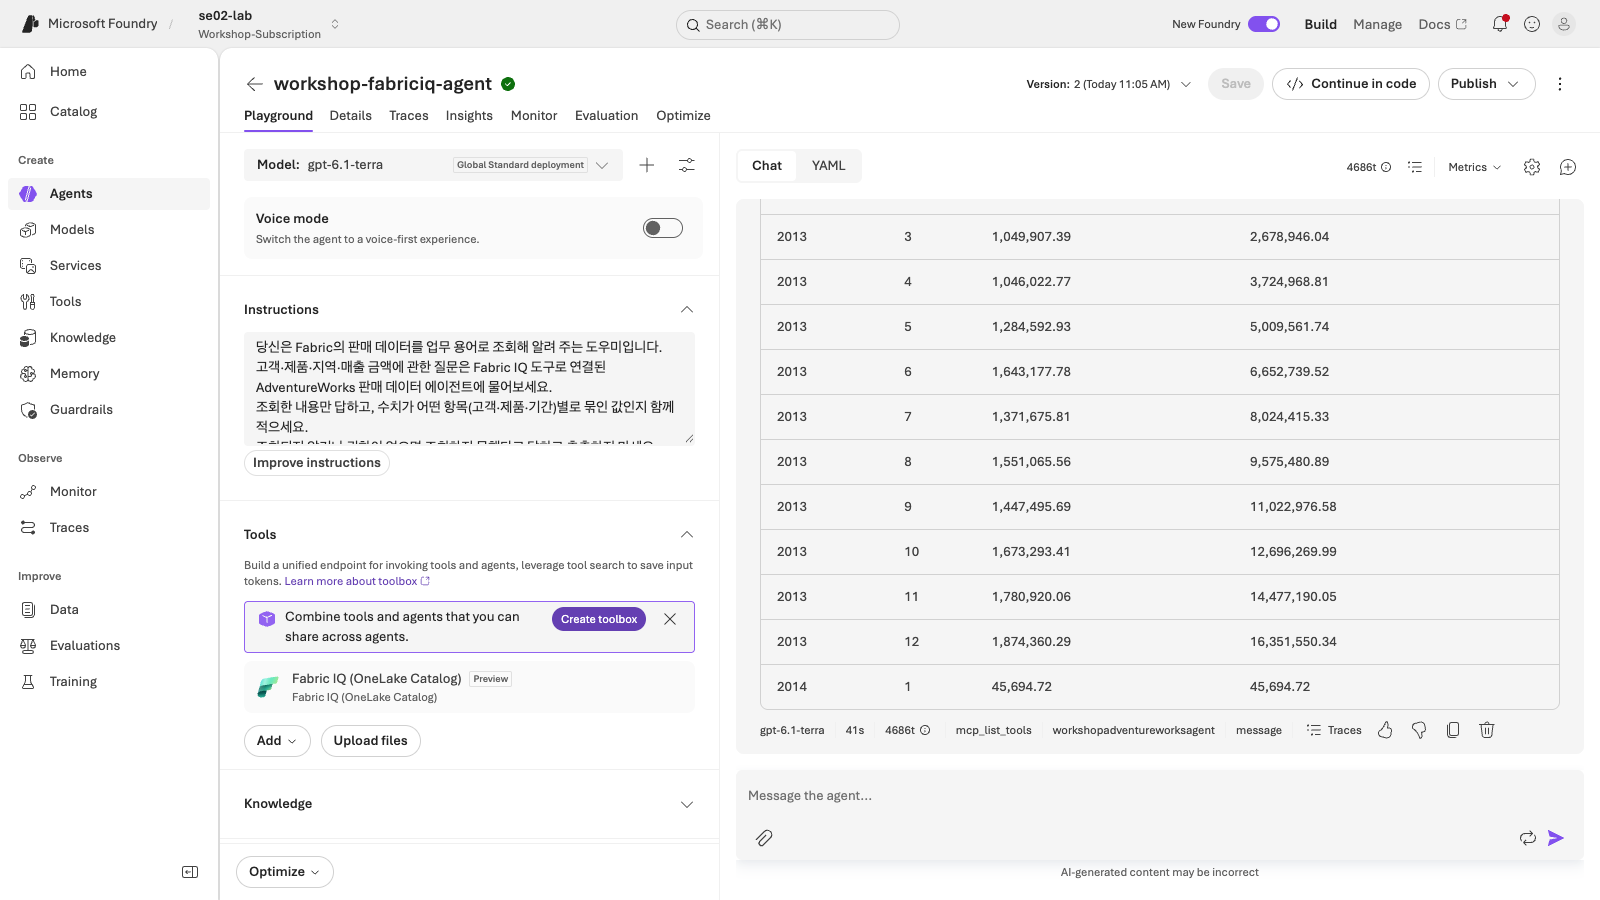 Microsoft Foundry / se02-lab
Workshop-Subscription
Search (⌘K)
New Foundry Build Manage Docs
Home
Catalog
Create
Agents
Models
Services
Tools
Knowledge
Memory
Guardrails
Observe
Monitor
Traces
Improve
Data
Evaluations
Training
workshop-fabriciq-agent
Version: 2 (Today 11:05 AM) Save Continue in code Publish
Playground Details Traces Insights Monitor Evaluation Optimize
Model: gpt-6.1-terra Global Standard deployment
Voice mode
Switch the agent to a voice-first experience.
Instructions
당신은 Fabric의 판매 데이터를 업무 용어로 조회해 알려 주는 도우미입니다.
고객·제품·지역·매출 금액에 관한 질문은 Fabric IQ 도구로 연결된
AdventureWorks 판매 데이터 에이전트에 물어보세요.
조회한 내용만 답하고, 수치가 어떤 항목(고객·제품·기간)별로 묶인 값인지 함께
적으세요.
Improve instructions
Tools
Build a unified endpoint for invoking tools and agents, leverage tool search to save input
tokens. Learn more about toolbox
Combine tools and agents that you can
share across agents.
Create toolbox
Fabric IQ (OneLake Catalog) Preview
Fabric IQ (OneLake Catalog)
Add Upload files
Knowledge
Optimize
Chat YAML
4686t Metrics
2013 3 1,049,907.39 2,678,946.04
2013 4 1,046,022.77 3,724,968.81
2013 5 1,284,592.93 5,009,561.74
2013 6 1,643,177.78 6,652,739.52
2013 7 1,371,675.81 8,024,415.33
2013 8 1,551,065.56 9,575,480.89
2013 9 1,447,495.69 11,022,976.58
2013 10 1,673,293.41 12,696,269.99
2013 11 1,780,920.06 14,477,190.05
2013 12 1,874,360.29 16,351,550.34
2014 1 45,694.72 45,694.72
gpt-6.1-terra 41s 4686t mcp_list_tools workshopadventureworksagent message Traces
Message the agent...
AI-generated content may be incorrect